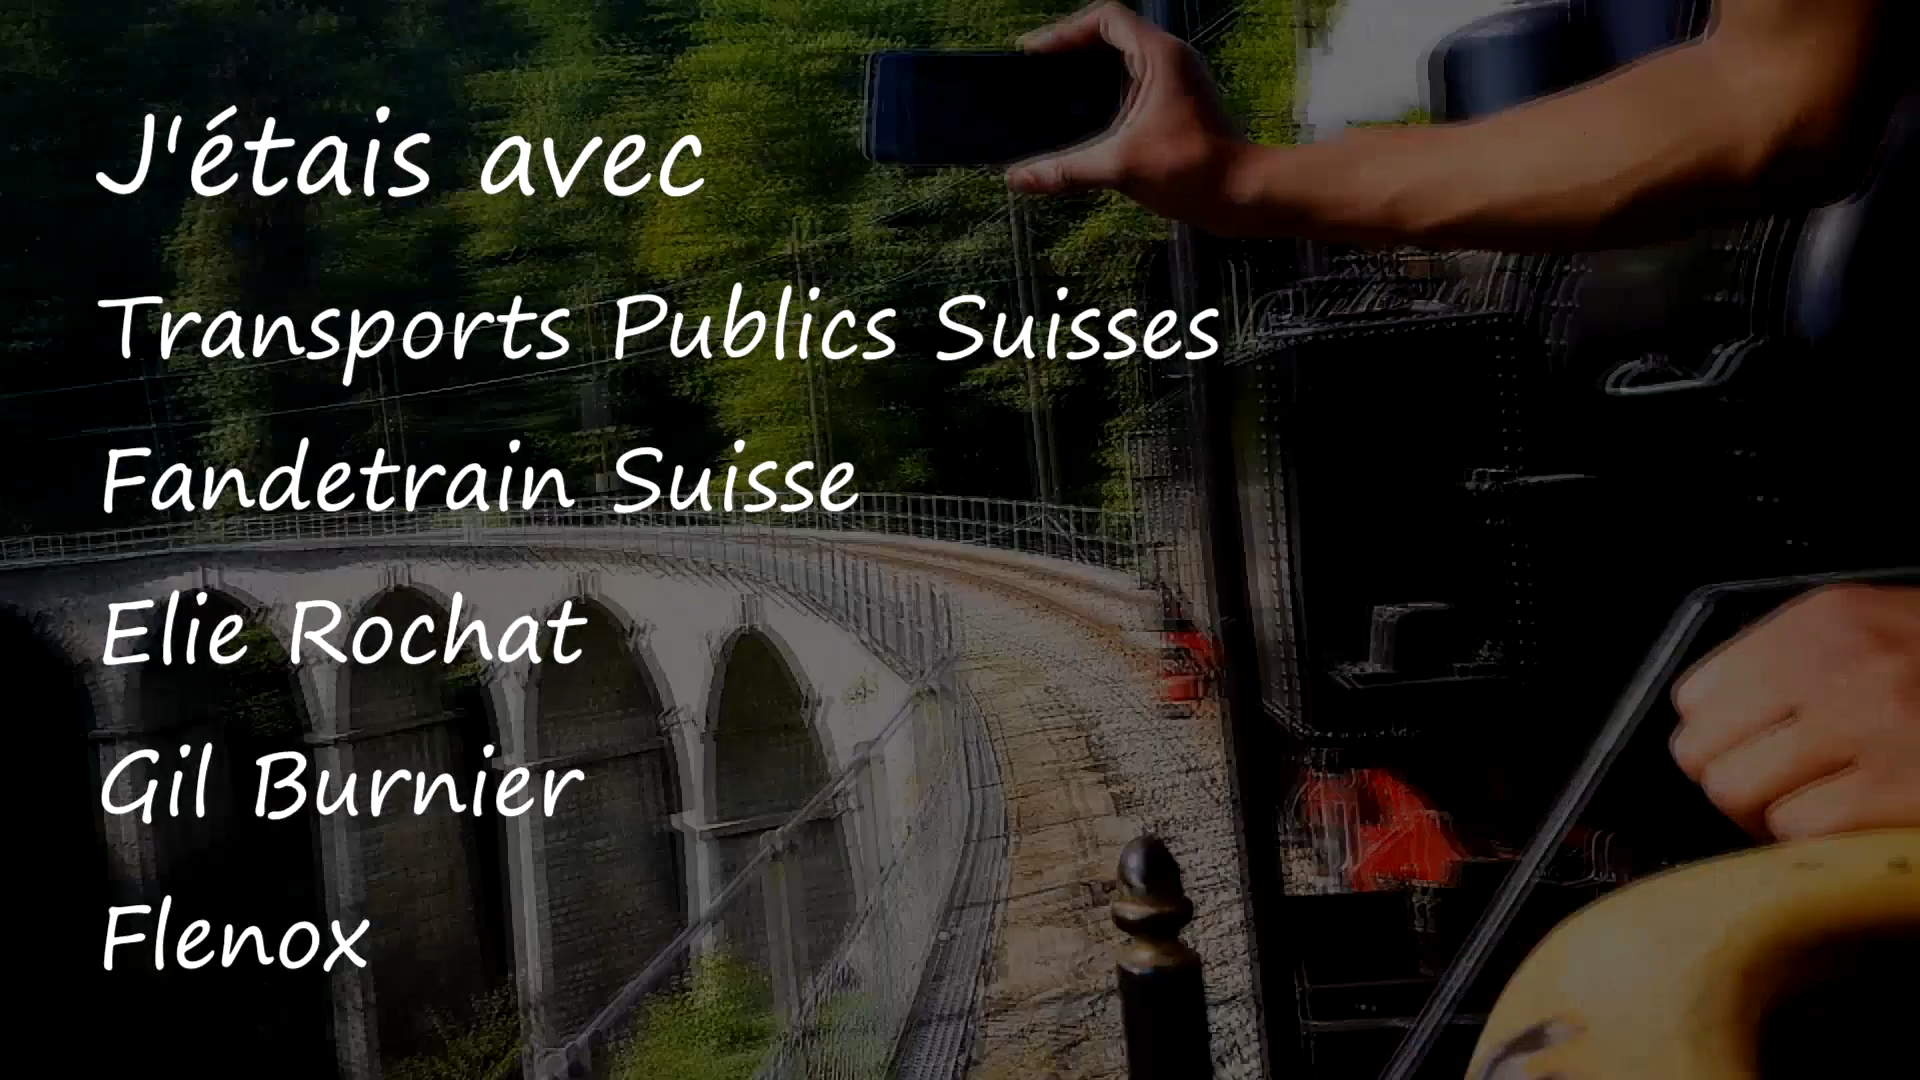 J'étais avec
Transports Publics Suisses
Fandetrain Suisse
Elie Rochat
Gil Burnier
Flenox